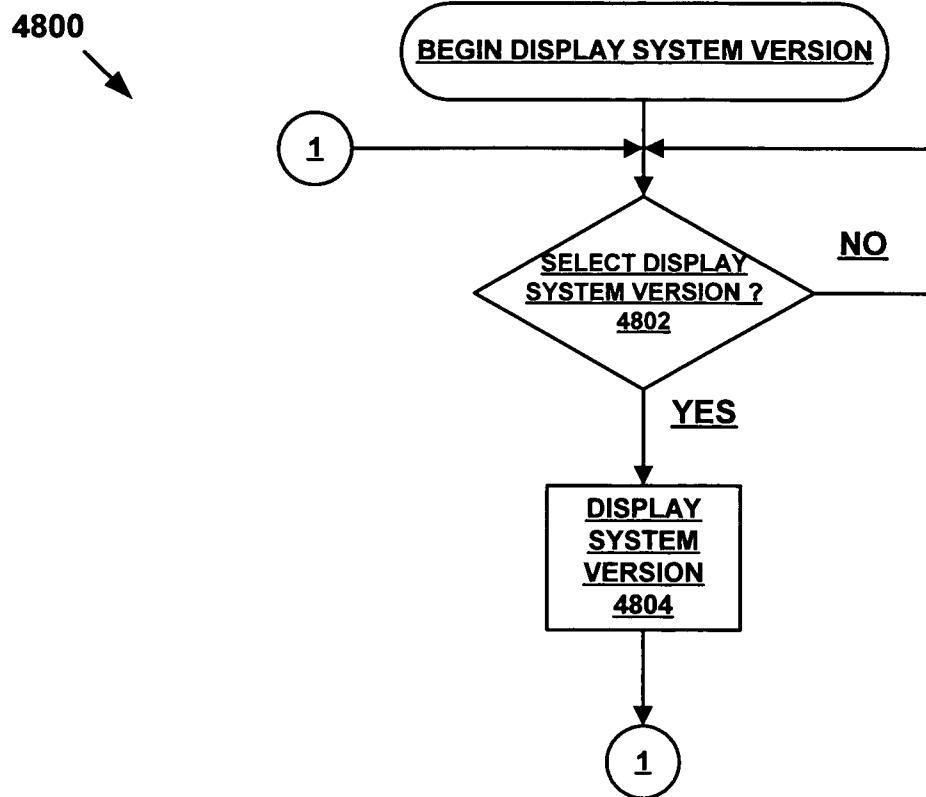 4800
BEGIN DISPLAY SYSTEM VERSION
1
SELECT DISPLAY
SYSTEM VERSION ?
4802
NO
YES
DISPLAY
SYSTEM
VERSION
4804
1